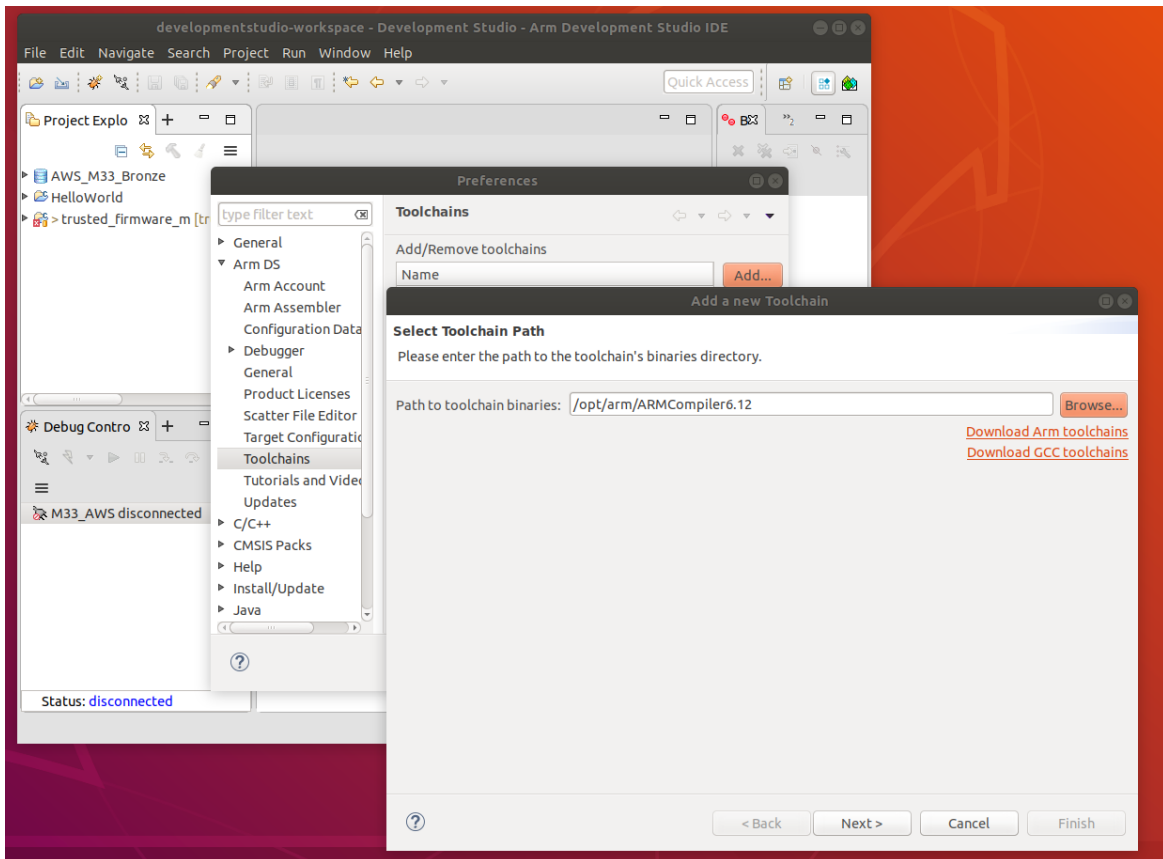 developmentstudio-workspace - Development Studio - Arm Development Studio IDE
File Edit Navigate Search Project Run Window Help
Quick Access
Project Explo
B
»2
AWS_M33_Bronze
HelloWorld
> trusted_firmware_m [tr
Debug Contro
M33_AWS disconnected
Status: disconnected
Preferences
type filter text
General
Arm DS
Arm Account
Arm Assembler
Configuration Data
Debugger
General
Product Licenses
Scatter File Editor
Target Configuratio
Toolchains
Tutorials and Video
Updates
C/C++
CMSIS Packs
Help
Install/Update
Java
Toolchains
Add/Remove toolchains
Name
Add...
Add a new Toolchain
Select Toolchain Path
Please enter the path to the toolchain's binaries directory.
Path to toolchain binaries: /opt/arm/ARMCompiler6.12 Browse...
Download Arm toolchains
Download GCC toolchains
< Back Next > Cancel Finish